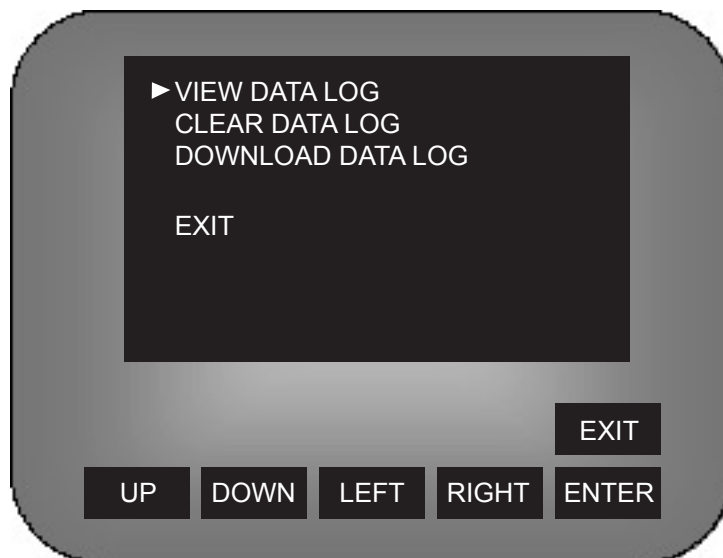 ►VIEW DATA LOG
CLEAR DATA LOG
DOWNLOAD DATA LOG
EXIT
EXIT
UP DOWN LEFT RIGHT ENTER